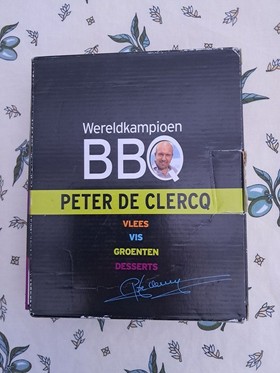 Wereldkampioen
BBQ
PETER DE CLERCQ
VLEES
VIS
GROENTEN
DESSERTS